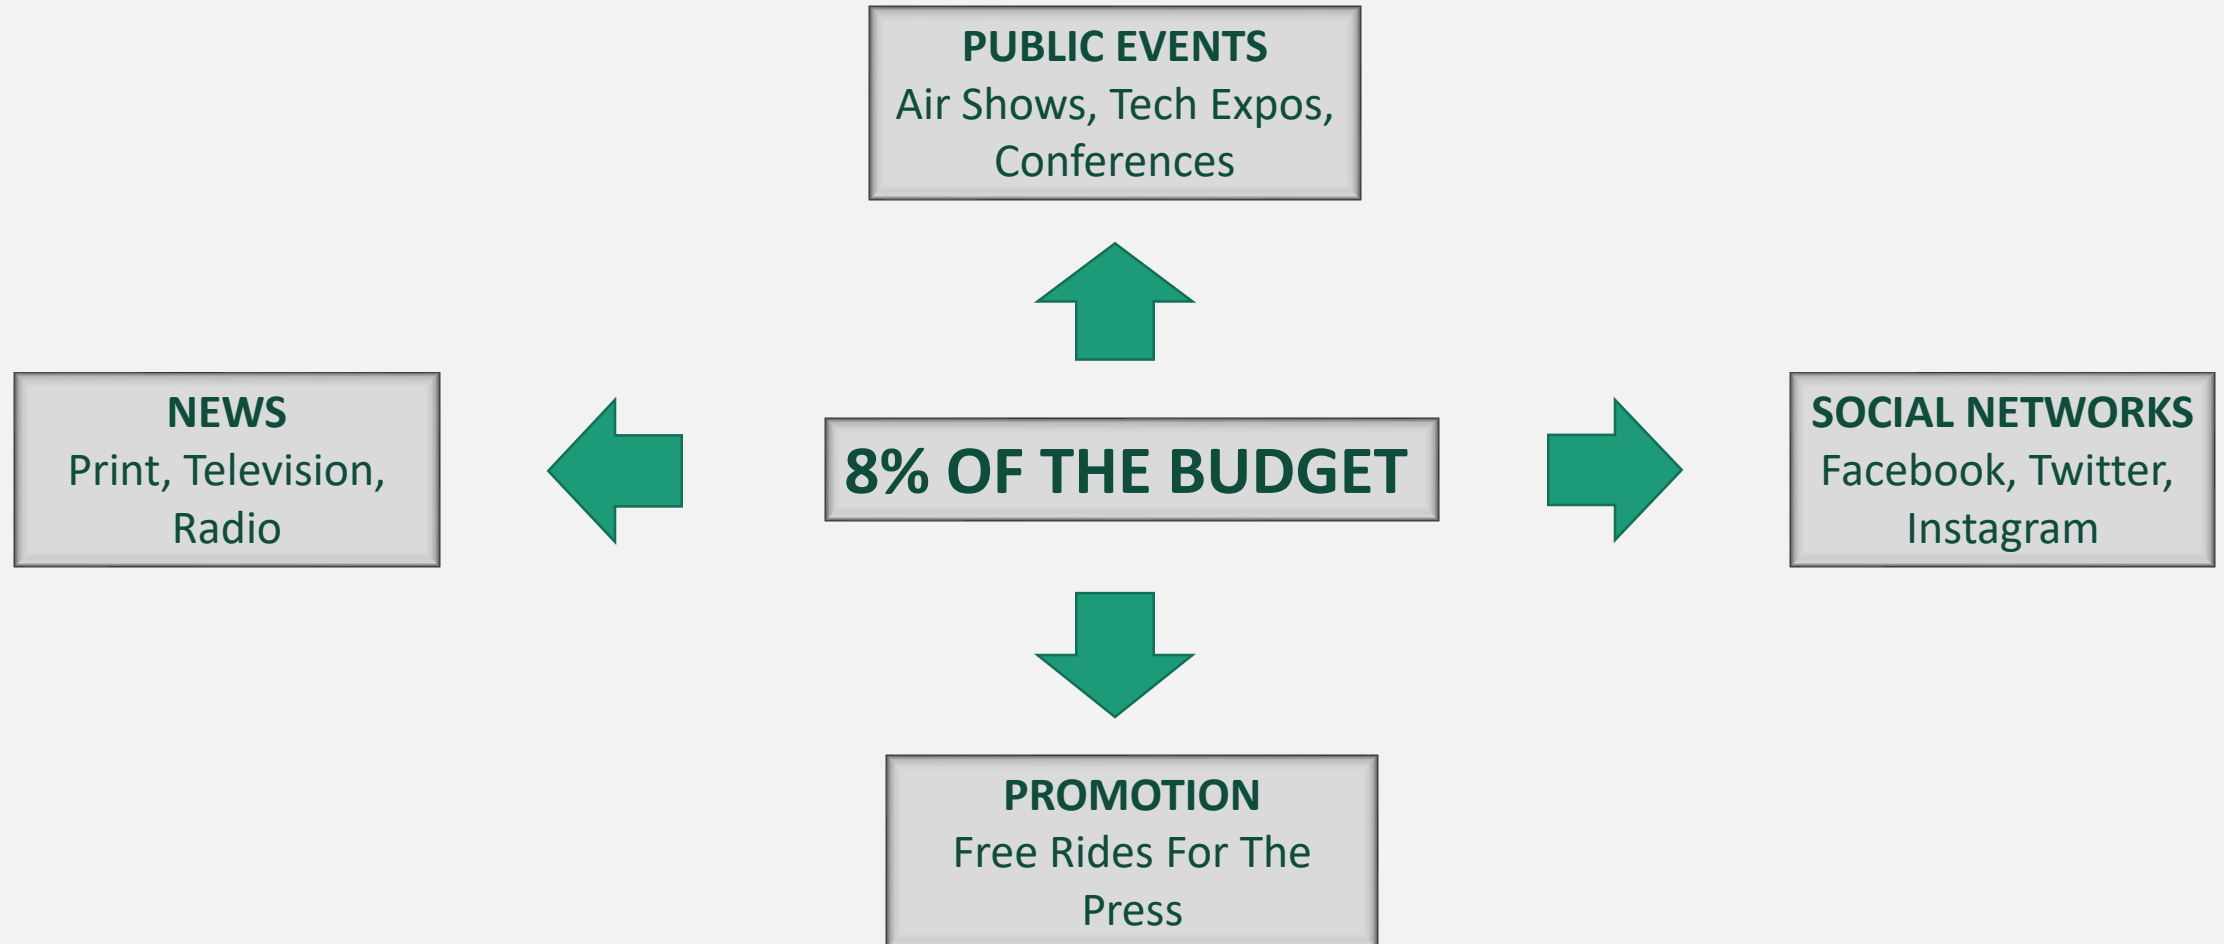 PUBLIC EVENTS
Air Shows, Tech Expos,
Conferences
NEWS
Print, Television,
Radio
8% OF THE BUDGET
SOCIAL NETWORKS
Facebook, Twitter,
Instagram
PROMOTION
Free Rides For The
Press